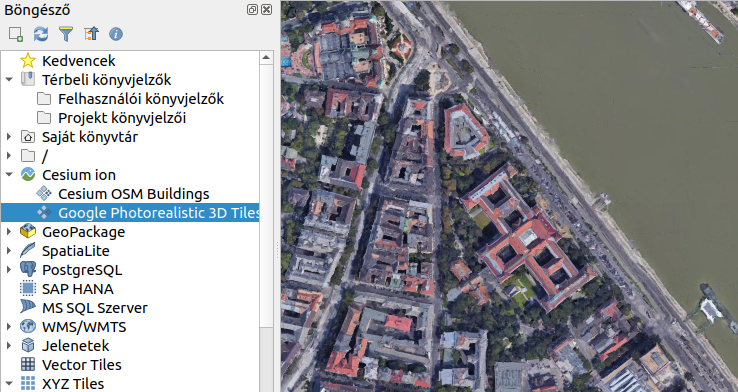 Böngésző
Kedvencek
Térbeli könyvjelzők
Felhasználói könyvjelzők
Projekt könyvjelzői
Saját könyvtár
/
Cesium ion
Cesium OSM Buildings
Google Photorealistic 3D Tiles
GeoPackage
SpatiaLite
PostgreSQL
SAP HANA
MS SQL Szerver
WMS/WMTS
Jelenetek
Vector Tiles
XYZ Tiles